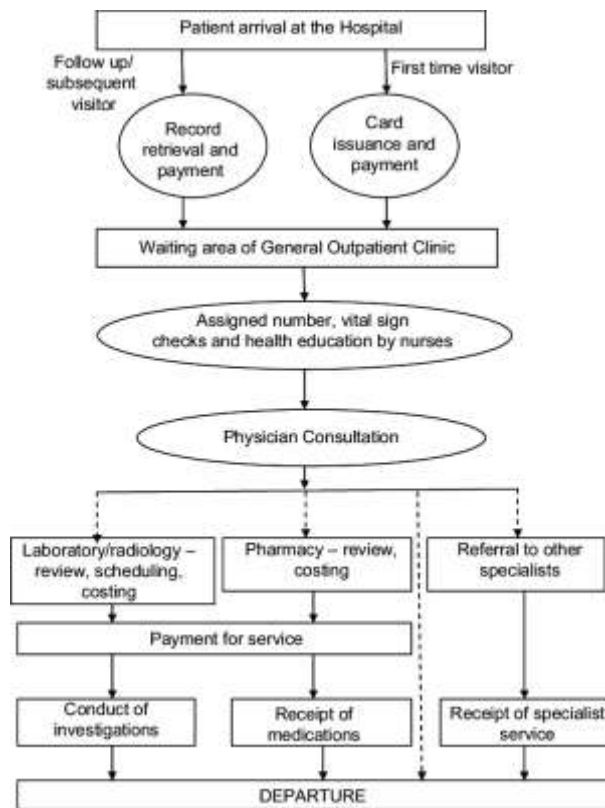 Patient arrival at the Hospital
Follow up/
subsequent
visitor
First time visitor
Record
retrieval and
payment
Card
issuance and
payment
Waiting area of General Outpatient Clinic
Assigned number, vital sign
checks and health education by nurses
Physician Consultation
Laboratory/radiology –
review, scheduling,
costing
Pharmacy – review,
costing
Referral to other
specialists
Payment for service
Conduct of
investigations
Receipt of
medications
Receipt of specialist
service
DEPARTURE